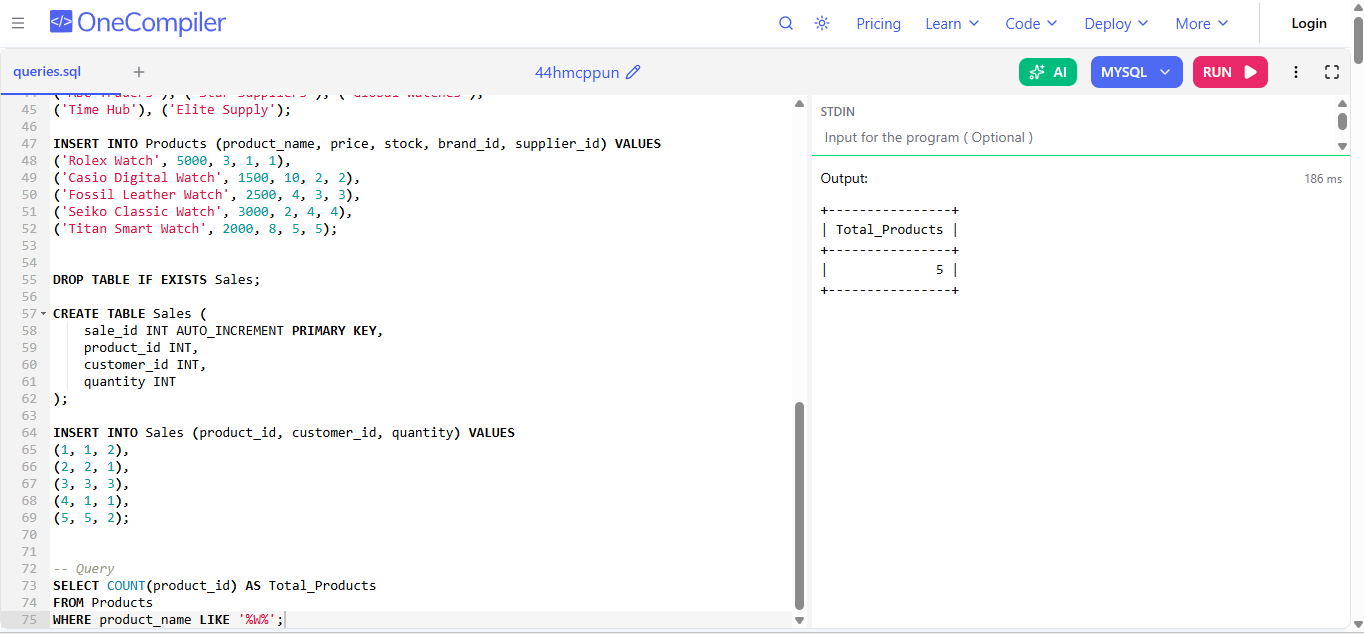 OneCompiler
Pricing Learn Code Deploy More Login
queries.sql + 44hmcppun AI MYSQL RUN
45 ('Time Hub'), ('Elite Supply');
46
47 INSERT INTO Products (product_name, price, stock, brand_id, supplier_id) VALUES
48 ('Rolex Watch', 5000, 3, 1, 1),
49 ('Casio Digital Watch', 1500, 10, 2, 2),
50 ('Fossil Leather Watch', 2500, 4, 3, 3),
51 ('Seiko Classic Watch', 3000, 2, 4, 4),
52 ('Titan Smart Watch', 2000, 8, 5, 5);
53
54
55 DROP TABLE IF EXISTS Sales;
56
57 CREATE TABLE Sales (
58 sale_id INT AUTO_INCREMENT PRIMARY KEY,
59 product_id INT,
60 customer_id INT,
61 quantity INT
62 );
63
64 INSERT INTO Sales (product_id, customer_id, quantity) VALUES
65 (1, 1, 2),
66 (2, 2, 1),
67 (3, 3, 3),
68 (4, 1, 1),
69 (5, 5, 2);
70
71
72 -- Query
73 SELECT COUNT(product_id) AS Total_Products
74 FROM Products
75 WHERE product_name LIKE '%W%';
STDIN
Input for the program ( Optional )
Output: 186 ms
+----------------+
| Total_Products |
+----------------+
| 5 |
+----------------+